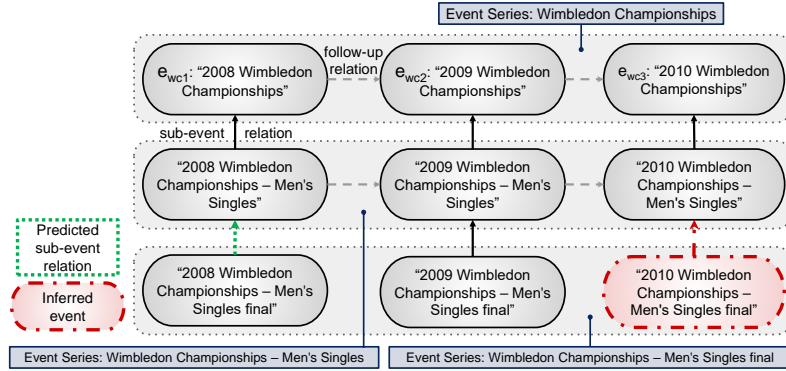 Event Series: Wimbledon Championships
e_wc1: “2008 Wimbledon
Championships”
follow-up
relation
e_wc2: “2009 Wimbledon
Championships”
e_wc3: “2010 Wimbledon
Championships”
sub-event relation
“2008 Wimbledon
Championships – Men's
Singles”
“2009 Wimbledon
Championships – Men's
Singles”
“2010 Wimbledon
Championships –
Men's Singles”
Predicted
sub-event
relation
“2008 Wimbledon
Championships – Men's
Singles final”
“2009 Wimbledon
Championships – Men's
Singles final”
“2010 Wimbledon
Championships –
Men's Singles final”
Inferred
event
Event Series: Wimbledon Championships – Men's Singles
Event Series: Wimbledon Championships – Men's Singles final